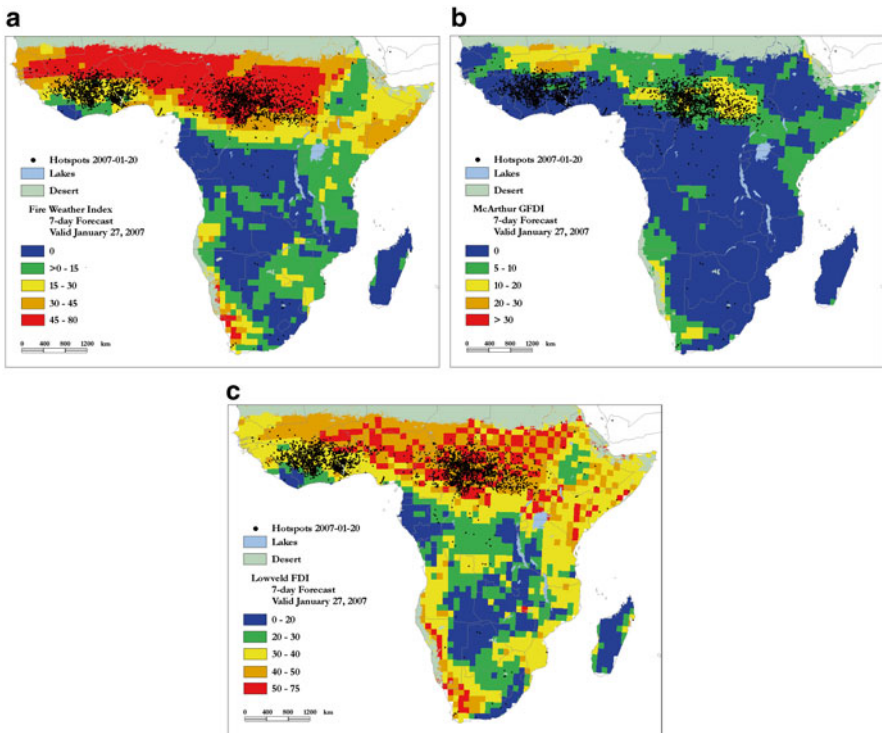 a
Hotspots 2007-01-20
Lakes
Desert
Fire Weather Index
7-day Forecast
Valid January 27, 2007
0
>0 - 15
15 - 30
30 - 45
45 - 80
0 400 800 1200 km
b
Hotspots 2007-01-20
Lakes
Desert
McArthur GFDI
7-day Forecast
Valid January 27, 2007
0
5 - 10
10 - 20
20 - 30
> 30
0 400 800 1200 km
c
Hotspots 2007-01-20
Lakes
Desert
Lowveld FDI
7-day Forecast
Valid January 27, 2007
0 - 20
20 - 30
30 - 40
40 - 50
50 - 75
0 400 800 1200 km